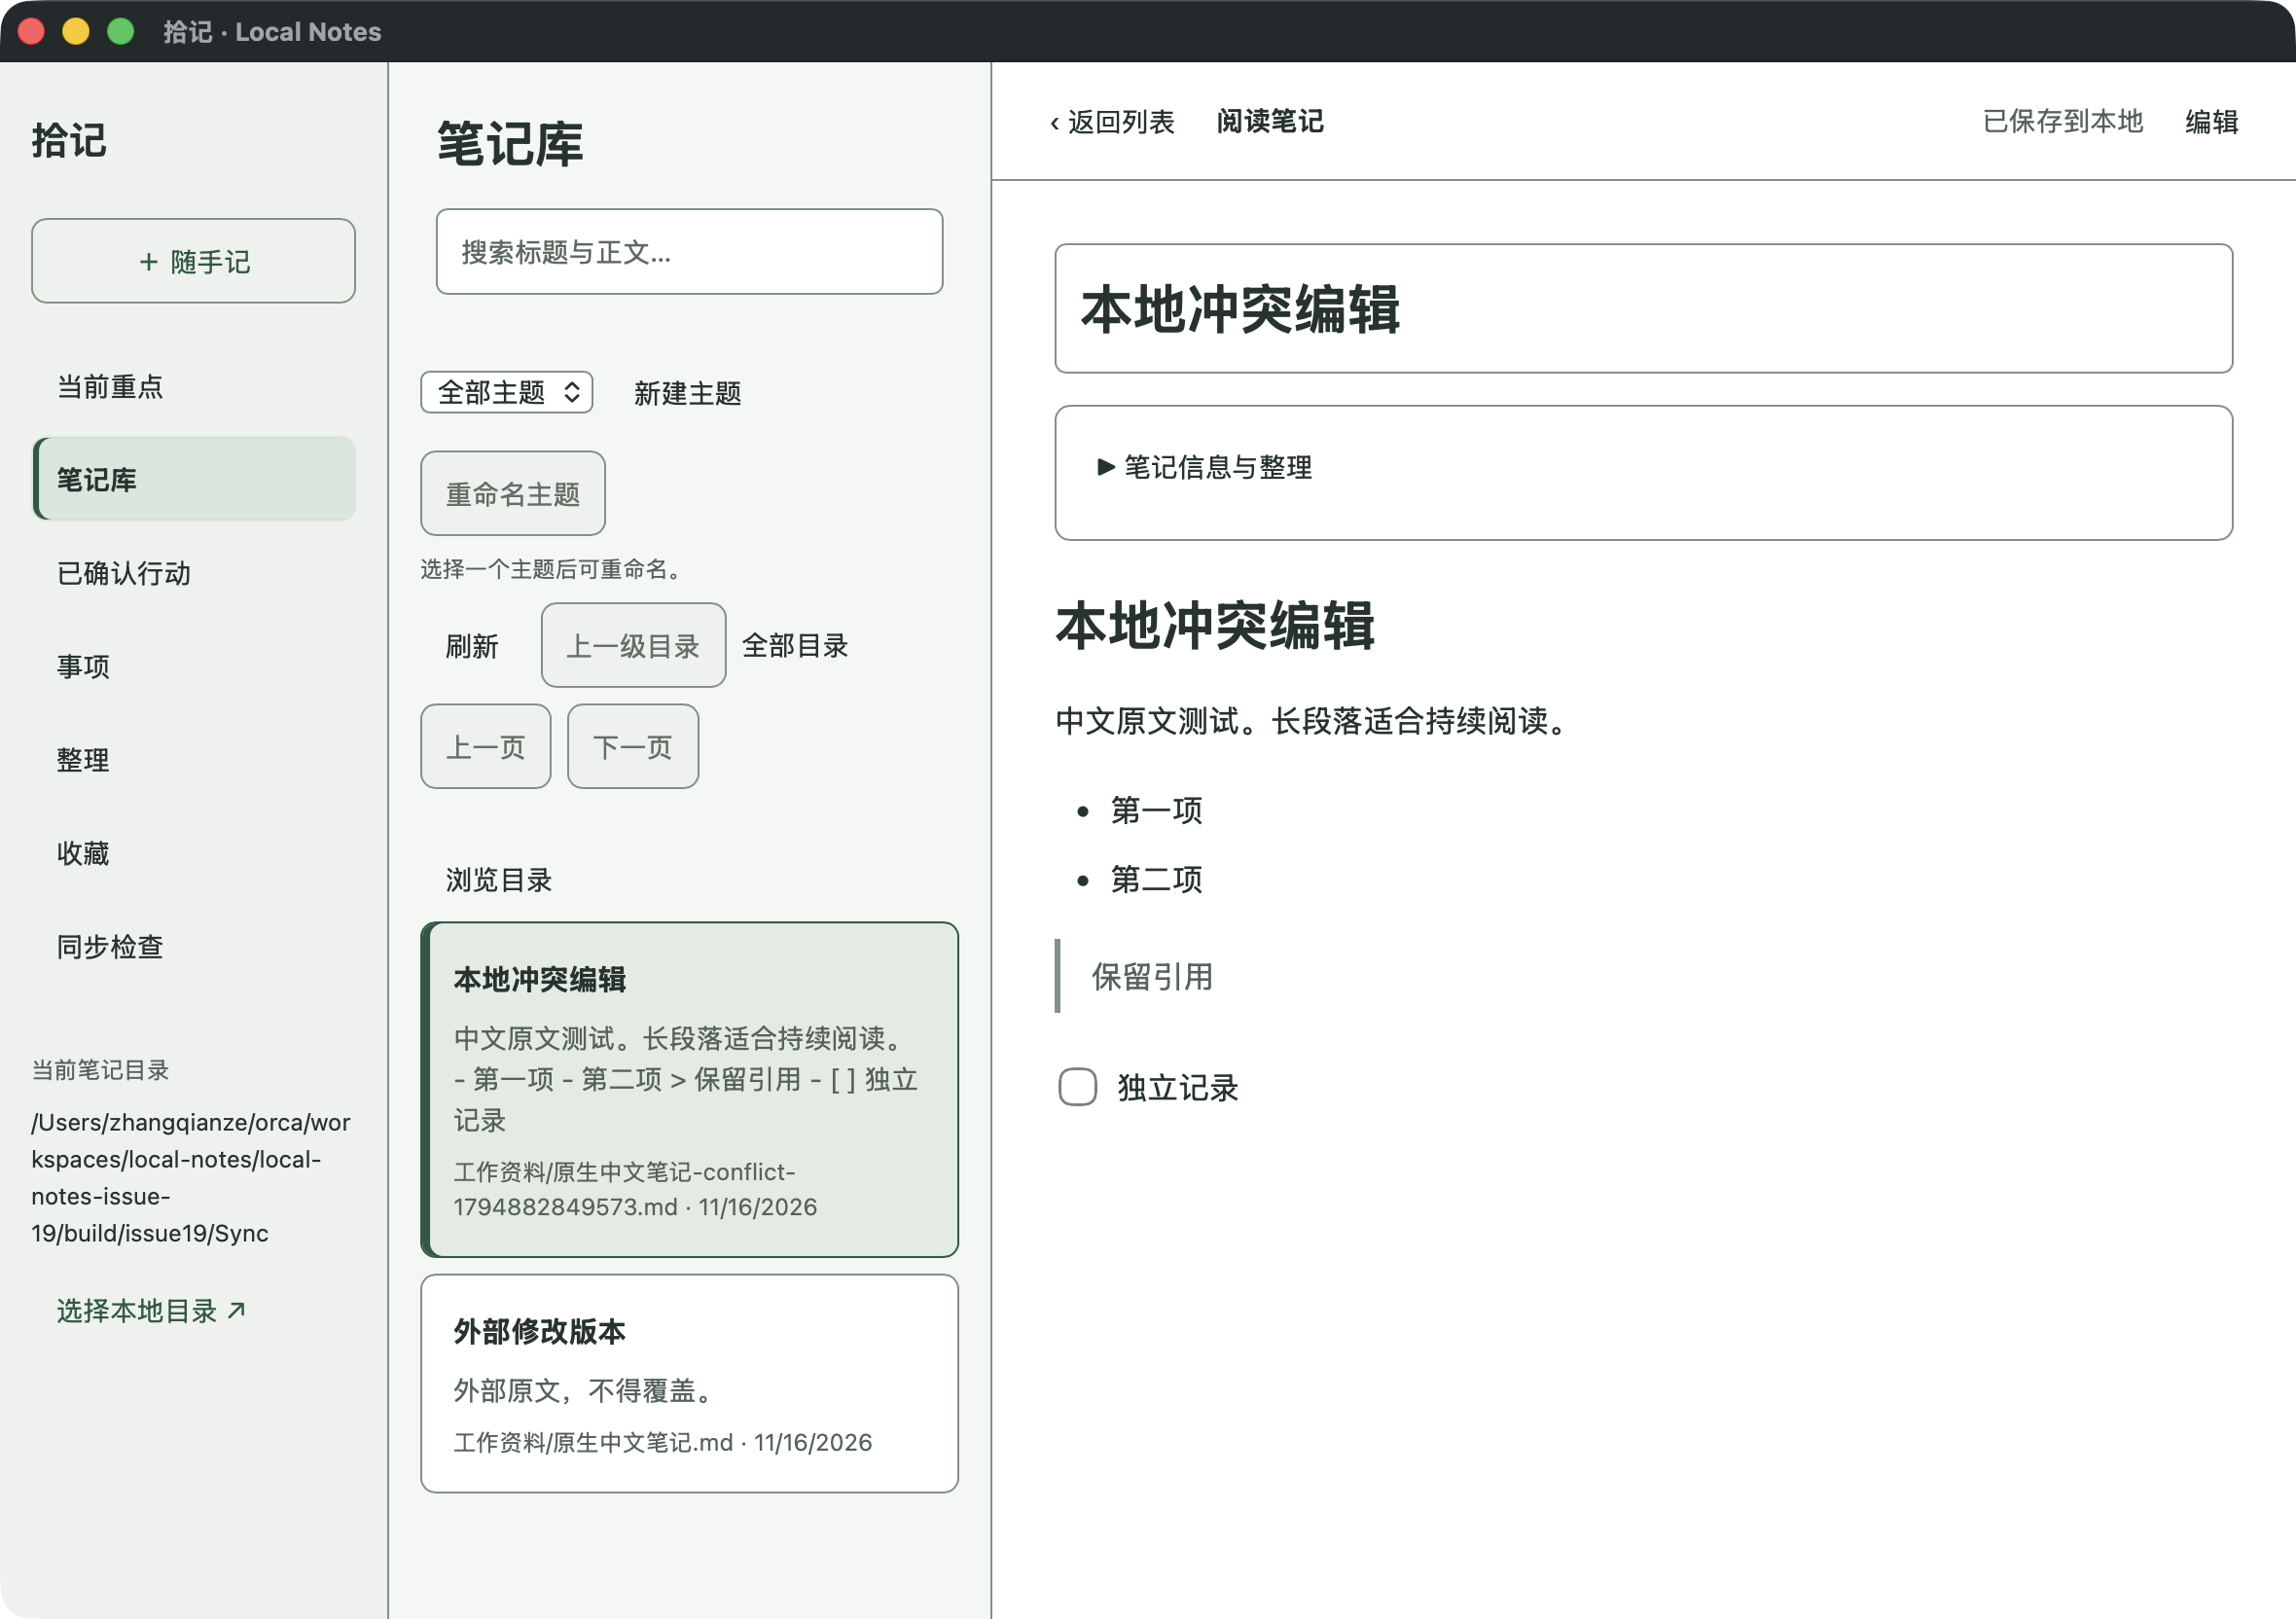 拾记 · Local Notes
拾记
+ 随手记
当前重点
笔记库
已确认行动
事项
整理
收藏
同步检查
当前笔记目录
/Users/zhangqianze/orca/wor
kspaces/local-notes/local-
notes-issue-
19/build/issue19/Sync
选择本地目录 ↗
笔记库
搜索标题与正文...
全部主题 新建主题
重命名主题
选择一个主题后可重命名。
刷新 上一级目录 全部目录
上一页 下一页
浏览目录
本地冲突编辑
中文原文测试。长段落适合持续阅读。
- 第一项 - 第二项 > 保留引用 - [ ] 独立
记录
工作资料/原生中文笔记-conflict-
1794882849573.md · 11/16/2026
外部修改版本
外部原文，不得覆盖。
工作资料/原生中文笔记.md · 11/16/2026
‹ 返回列表 阅读笔记 已保存到本地 编辑
本地冲突编辑
▶ 笔记信息与整理
本地冲突编辑
中文原文测试。长段落适合持续阅读。
• 第一项
• 第二项
保留引用
独立记录